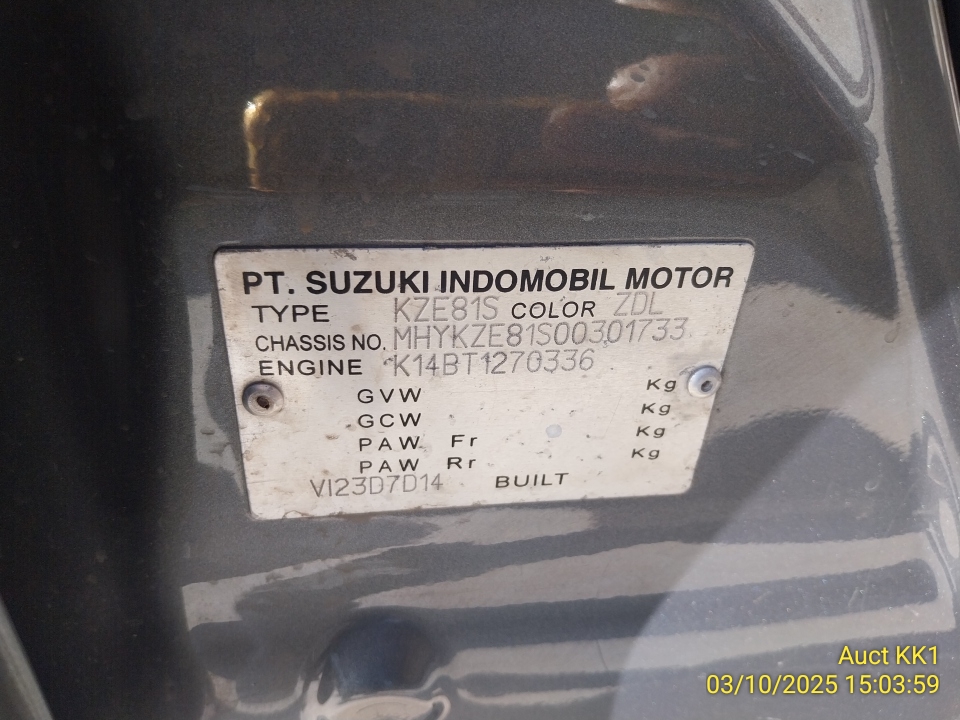 PT. SUZUKI INDOMOBIL MOTOR
TYPE KZE81S COLOR ZDL
CHASSIS NO. MHYKZE81S00301733
ENGINE K14BT1270336
GVW Kg
GCW Kg
PAW Fr Kg
PAW Rr Kg
VI23D7D14 BUILT
Auct KK1
03/10/2025 15:03:59